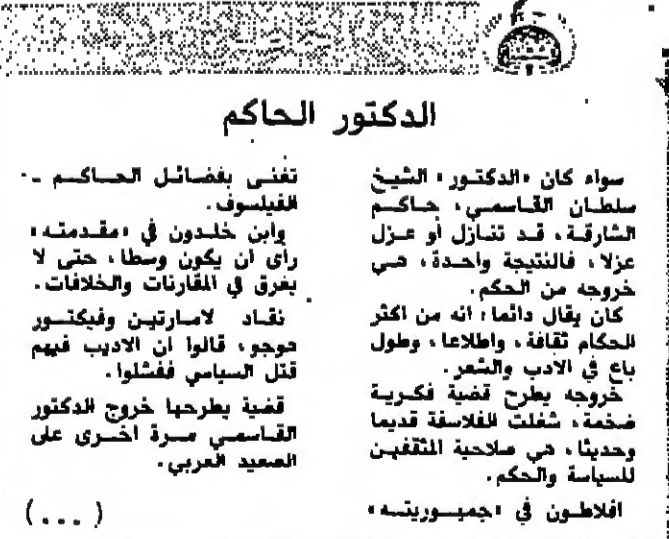 الدكتور الحاكم
سواء كان «الدكتور» الشيخ
سلطان القاسمي، حاكم
الشارقة، قد تنازل أو عزل
عزلا، فالنتيجة واحدة، هي
خروجه من الحكم.
كان يقال دائما: انه من اكثر
الحكام ثقافة، واطلاعا، وطول
باع في الادب والشعر.
خروجه يطرح قضية فكرية
ضخمة، شغلت الفلاسفة قديما
وحديثا، هي صلاحية المثقفين
للسياسة والحكم.
افلاطون في «جمهوريته»
تغنى بفضائل الحاكم -
الفيلسوف.
وابن خلدون في «مقدمته»
رأى ان يكون وسطا، حتى لا
يغرق في المقارنات والخلافات.
نقاد لامارتين وفيكتور
هوجو، قالوا ان الاديب فيهم
قتل السياسي ففشلوا.
قضية يطرحها خروج الدكتور
القاسمي مرة اخرى على
الصعيد العربي.
(...)